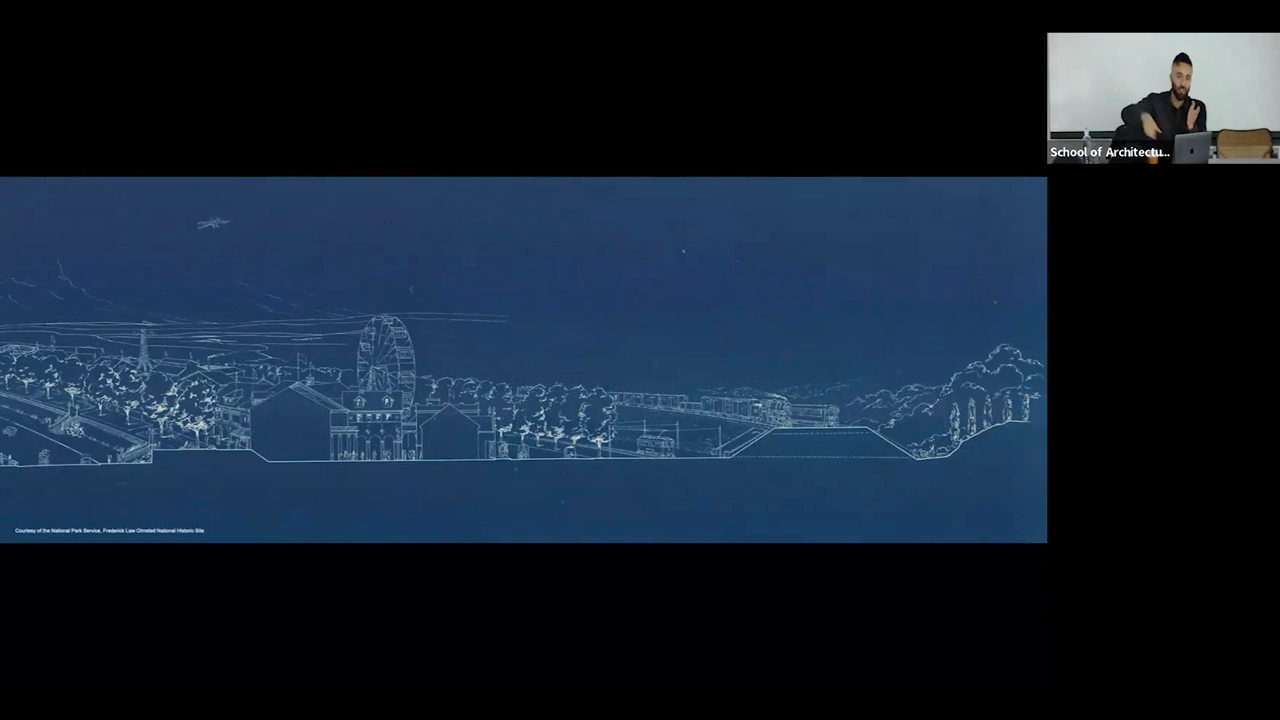 School of Architectu...
Courtesy of the National Park Service, Frederick Law Olmsted National Historic Site